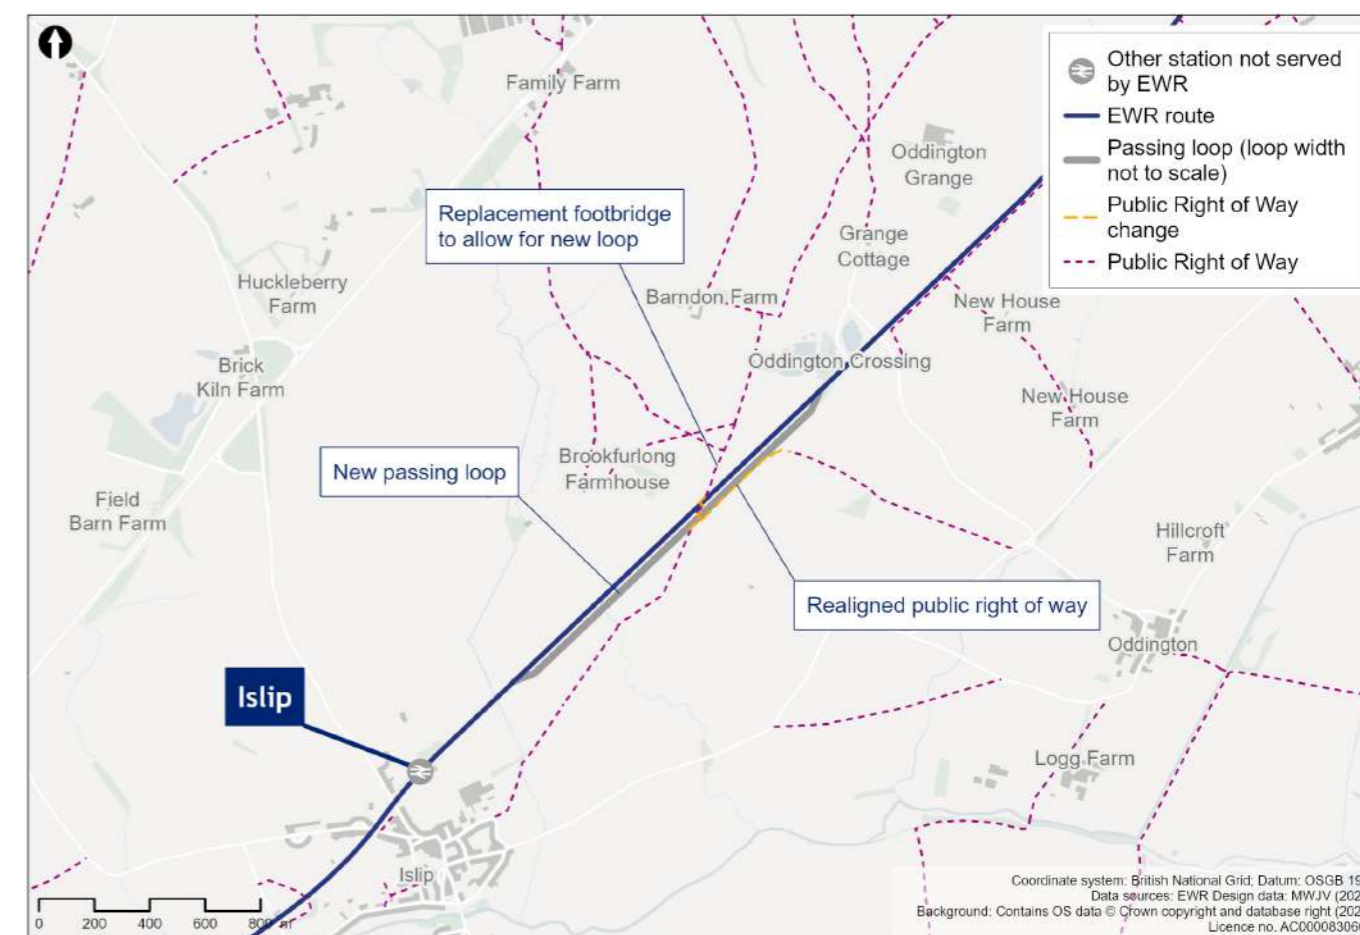 Other station not served
by EWR
EWR route
Passing loop (loop width
not to scale)
Public Right of Way
change
Public Right of Way
Family Farm
Oddington
Grange
Replacement footbridge
to allow for new loop
Grange
Cottage
Huckleberry
Farm
Barndon Farm
New House
Farm
Oddington Crossing
Brick
Kiln Farm
New House
Farm
New passing loop
Brookfurlong
Farmhouse
Field
Barn Farm
Hillcroft
Farm
Realigned public right of way
Oddington
Islip
Logg Farm
Islip
0 200 400 600 800 m
Coordinate system: British National Grid; Datum: OSGB 19
Data sources: EWR Design data: MWJV (202
Background: Contains OS data © Crown copyright and database right (202
Licence no. AC000083060